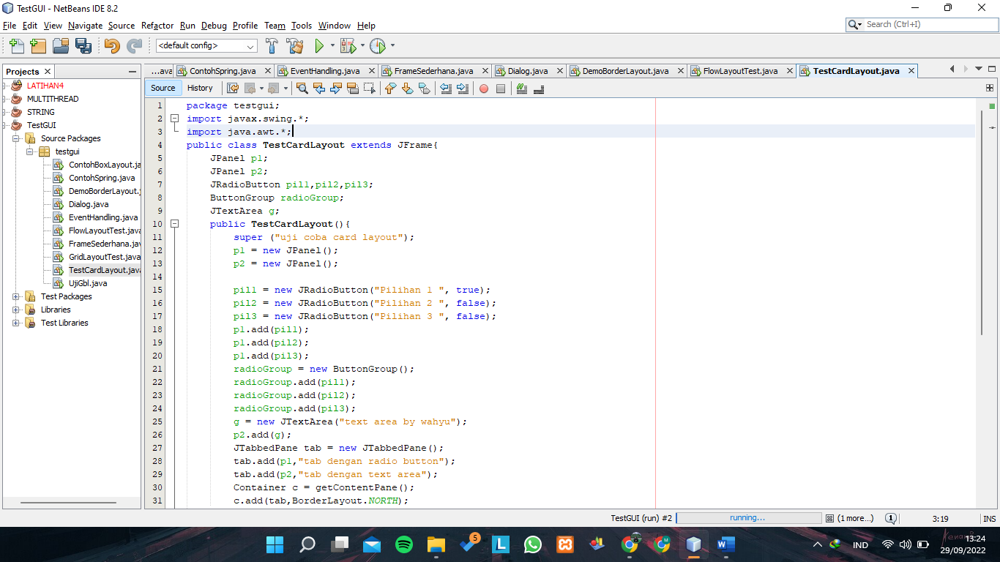 TestGUI - NetBeans IDE 8.2
File Edit View Navigate Source Refactor Run Debug Profile Team Tools Window Help
Search (Ctrl+I)
<default config>
Projects
...ava ContohSpring.java EventHandling.java FrameSederhana.java Dialog.java DemoBorderLayout.java FlowLayoutTest.java TestCardLayout.java
LATIHAN4
MULTITHREAD
STRING
TestGUI
Source Packages
testgui
ContohBoxLayout.ja
ContohSpring.java
DemoBorderLayout.
Dialog.java
EventHandling.java
FlowLayoutTest.java
FrameSederhana.jav
GridLayoutTest.java
TestCardLayout.java
UjiGbl.java
Test Packages
Libraries
Test Libraries
Source History
1 package testgui;
2 import javax.swing.*;
3 import java.awt.*;
4 public class TestCardLayout extends JFrame{
5 JPanel p1;
6 JPanel p2;
7 JRadioButton pil1,pil2,pil3;
8 ButtonGroup radioGroup;
9 JTextArea g;
10 public TestCardLayout(){
11 super ("uji coba card layout");
12 p1 = new JPanel();
13 p2 = new JPanel();
14
15 pil1 = new JRadioButton("Pilihan 1 ", true);
16 pil2 = new JRadioButton("Pilihan 2 ", false);
17 pil3 = new JRadioButton("Pilihan 3 ", false);
18 p1.add(pil1);
19 p1.add(pil2);
20 p1.add(pil3);
21 radioGroup = new ButtonGroup();
22 radioGroup.add(pil1);
23 radioGroup.add(pil2);
24 radioGroup.add(pil3);
25 g = new JTextArea("text area by wahyu");
26 p2.add(g);
27 JTabbedPane tab = new JTabbedPane();
28 tab.add(p1,"tab dengan radio button");
29 tab.add(p2,"tab dengan text area");
30 Container c = getContentPane();
31 c.add(tab,BorderLayout.NORTH);
TestGUI (run) #2 running... (1 more...) 1 3:19 INS
5
L
W
IND
13:24
29/09/2022